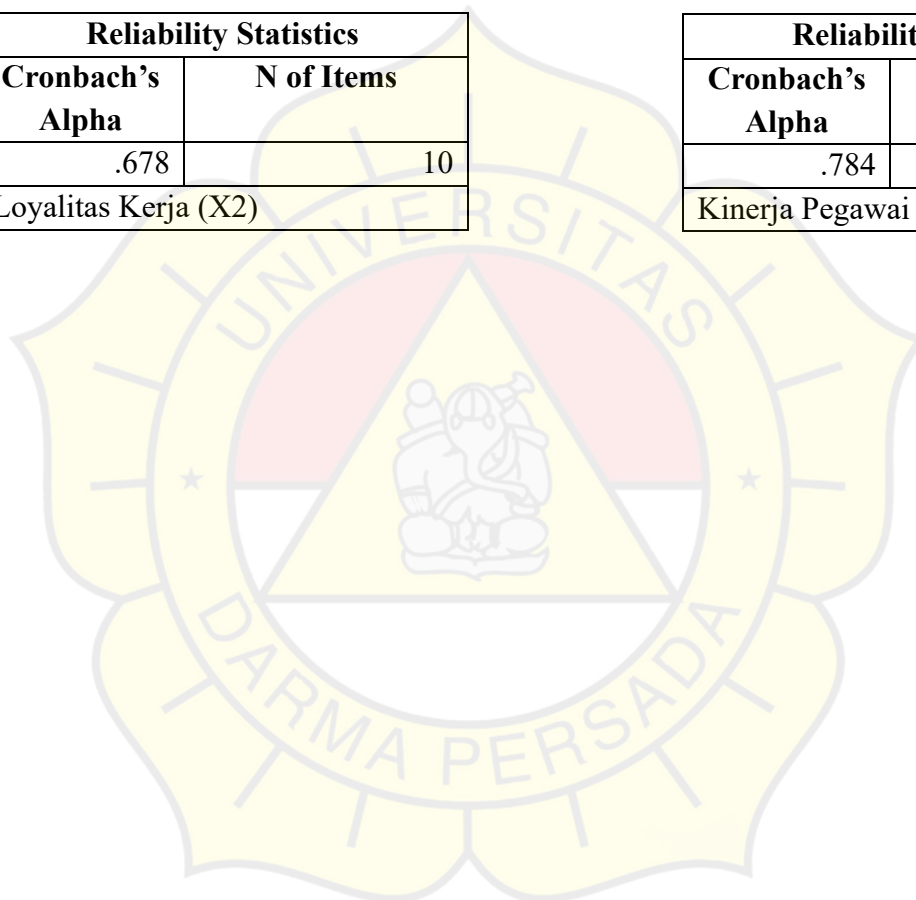 Reliability Statistics
Cronbach's N of Items
Alpha
.678 10
Loyalitas Kerja (X2)
Cronbach's
Alpha
.784
Kinerja Pegawai
UNIVERSITAS
DARMA PERSADA